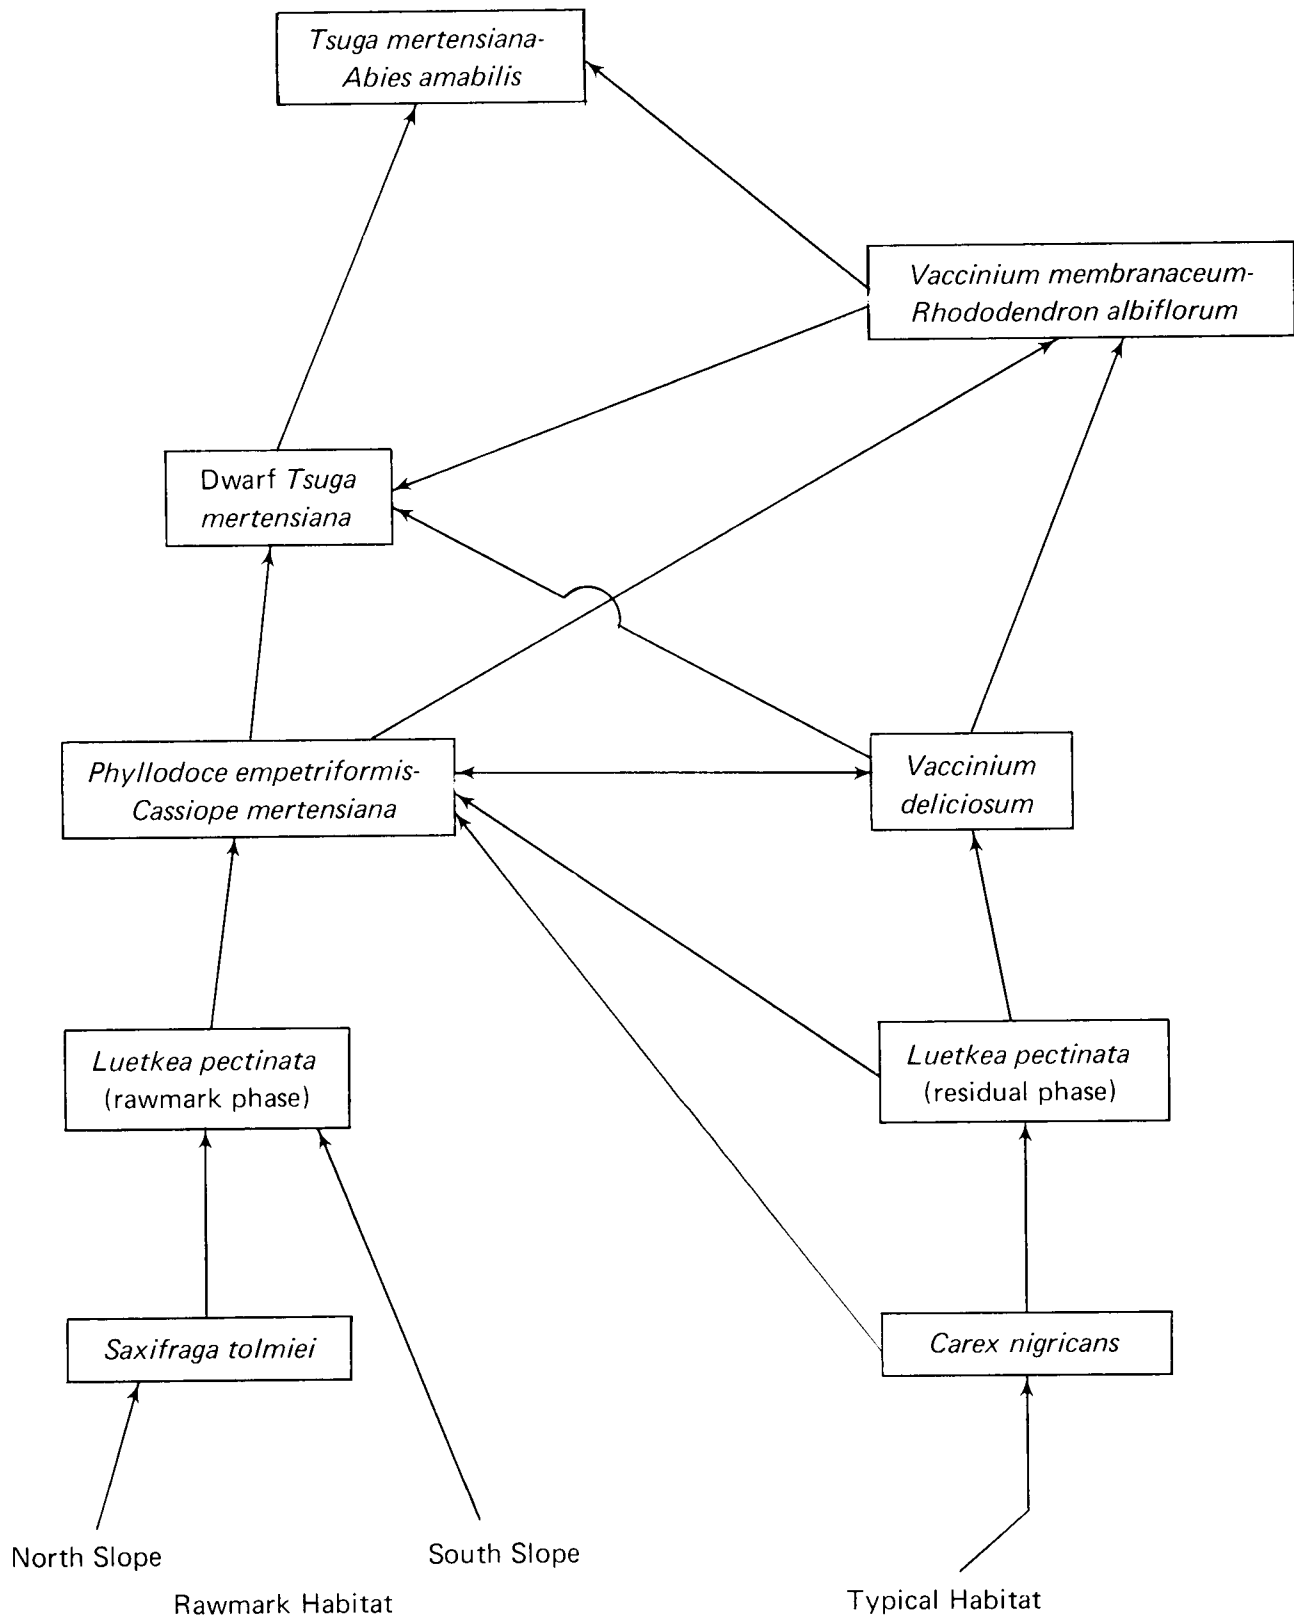 Tsuga mertensiana-
Abies amabilis
Vaccinium membranaceum-
Rhododendron albiflorum
Dwarf Tsuga
mertensiana
Phyllodoce empetriformis-
Cassiope mertensiana
Vaccinium
deliciosum
Luetkea pectinata
(rawmark phase)
Luetkea pectinata
(residual phase)
Saxifraga tolmiei
Carex nigricans
North Slope
South Slope
Rawmark Habitat
Typical Habitat